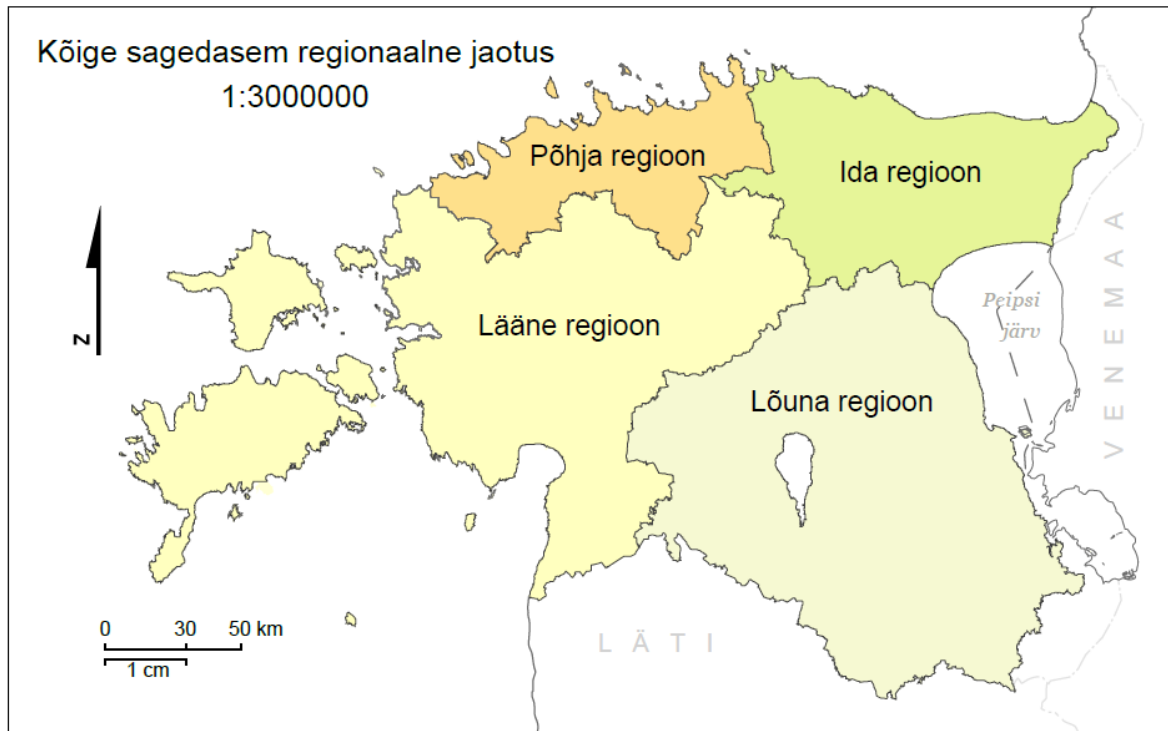 Kõige sagedasem regionaalne jaotus
1:3000000
Põhja regioon
Ida regioon
VENEMAA
Peipsi
järv
N
Lääne regioon
Lõuna regioon
0 30 50 km
1 cm
LÄTI